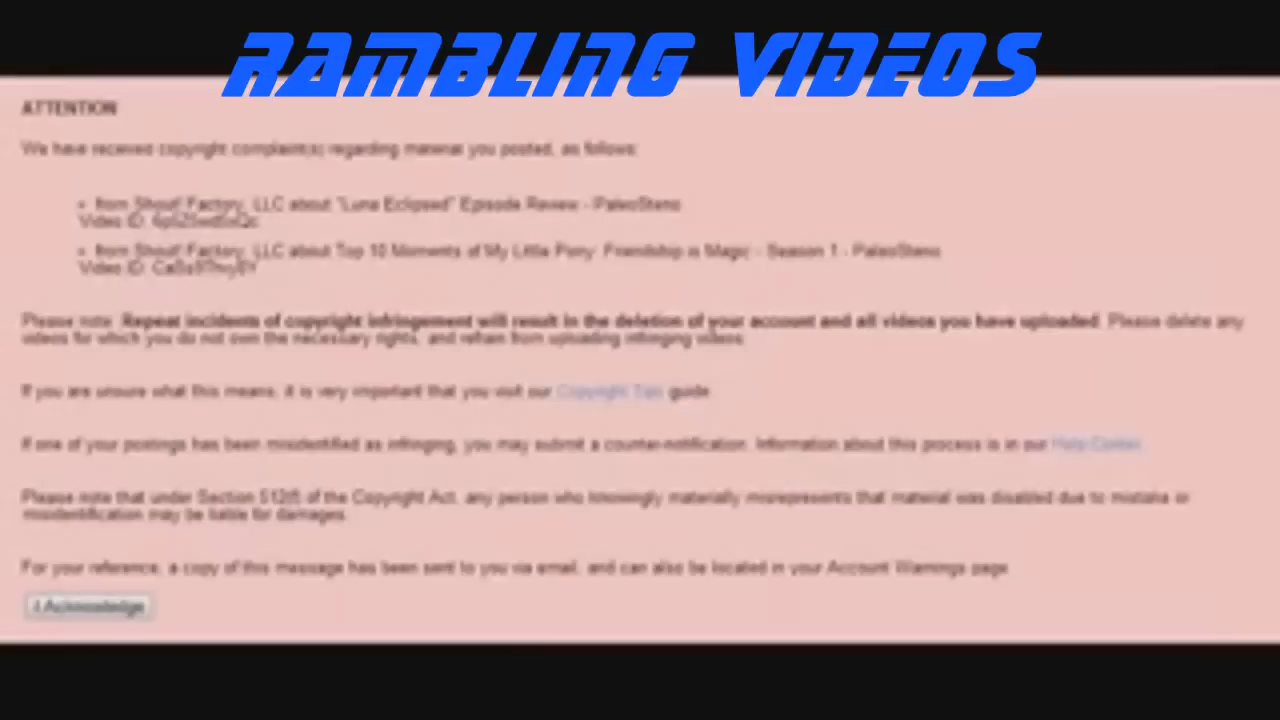 RAMBLING VIDEOS
ATTENTION
We have received copyright complaint(s) regarding material you posted, as follows:
• from Shout! Factory, LLC about "Luna Eclipsed" Episode Review - PaleoSteno
Video ID:
• from Shout! Factory, LLC about Top 10 Moments of My Little Pony: Friendship is Magic - Season 1 - PaleoSteno
Video ID:
Please note: Repeat incidents of copyright infringement will result in the deletion of your account and all videos you have uploaded. Please delete any
videos for which you do not own the necessary rights, and refrain from uploading infringing videos.
If you are unsure what this means, it is very important that you visit our Copyright Tips guide.
If one of your postings has been misidentified as infringing, you may submit a counter-notification. Information about this process is in our Help Center.
Please note that under Section 512(f) of the Copyright Act, any person who knowingly materially misrepresents that material was disabled due to mistake or
misidentification may be liable for damages.
For your reference, a copy of this message has been sent to you via email, and can also be located in your Account Warnings page.
I Acknowledge